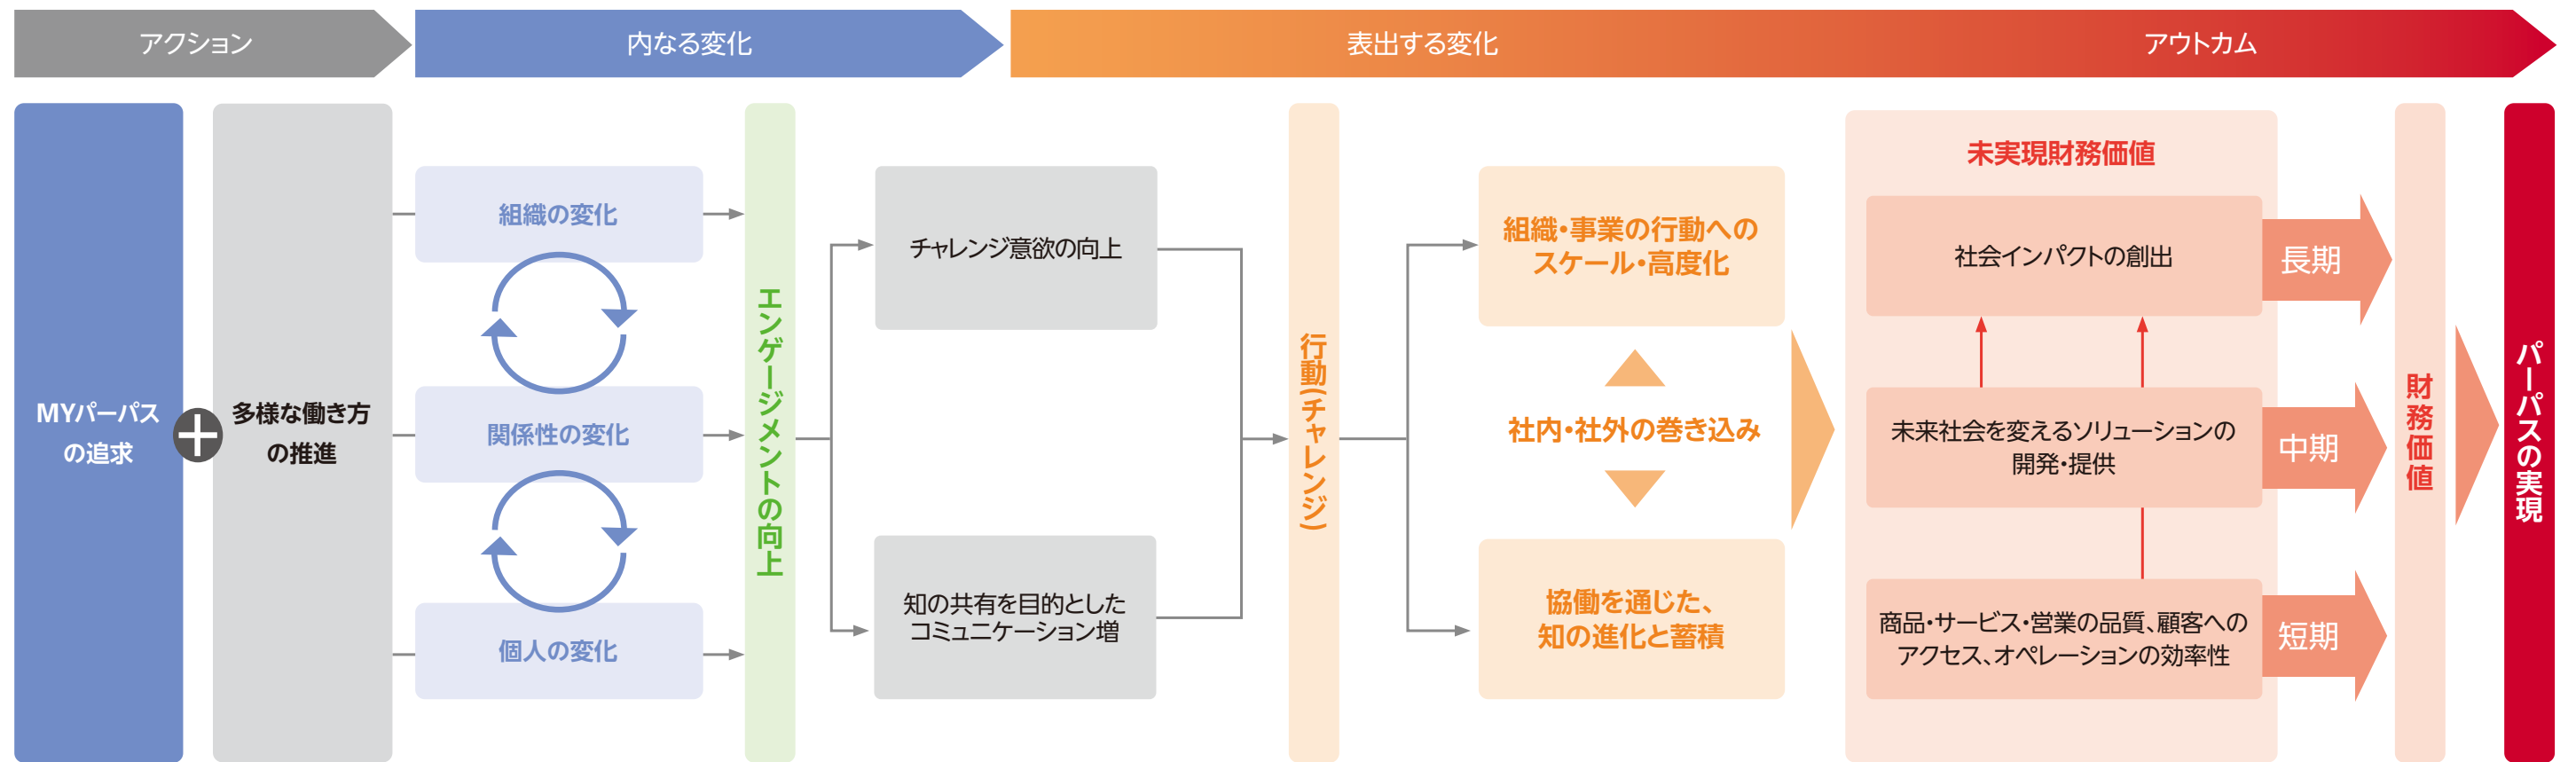 アクション
内なる変化
表出する変化
アウトカム
MYパーパス
の追求
多様な働き方
の推進
組織の変化
関係性の変化
個人の変化
エンゲージメントの向上
チャレンジ意欲の向上
知の共有を目的とした
コミュニケーション増
行動(チャレンジ)
組織・事業の行動への
スケール・高度化
社内・社外の巻き込み
協働を通じた、
知の進化と蓄積
未実現財務価値
社会インパクトの創出
未来社会を変えるソリューションの
開発・提供
商品・サービス・営業の品質、顧客への
アクセス、オペレーションの効率性
長期
中期
短期
財務価値
パーパスの実現